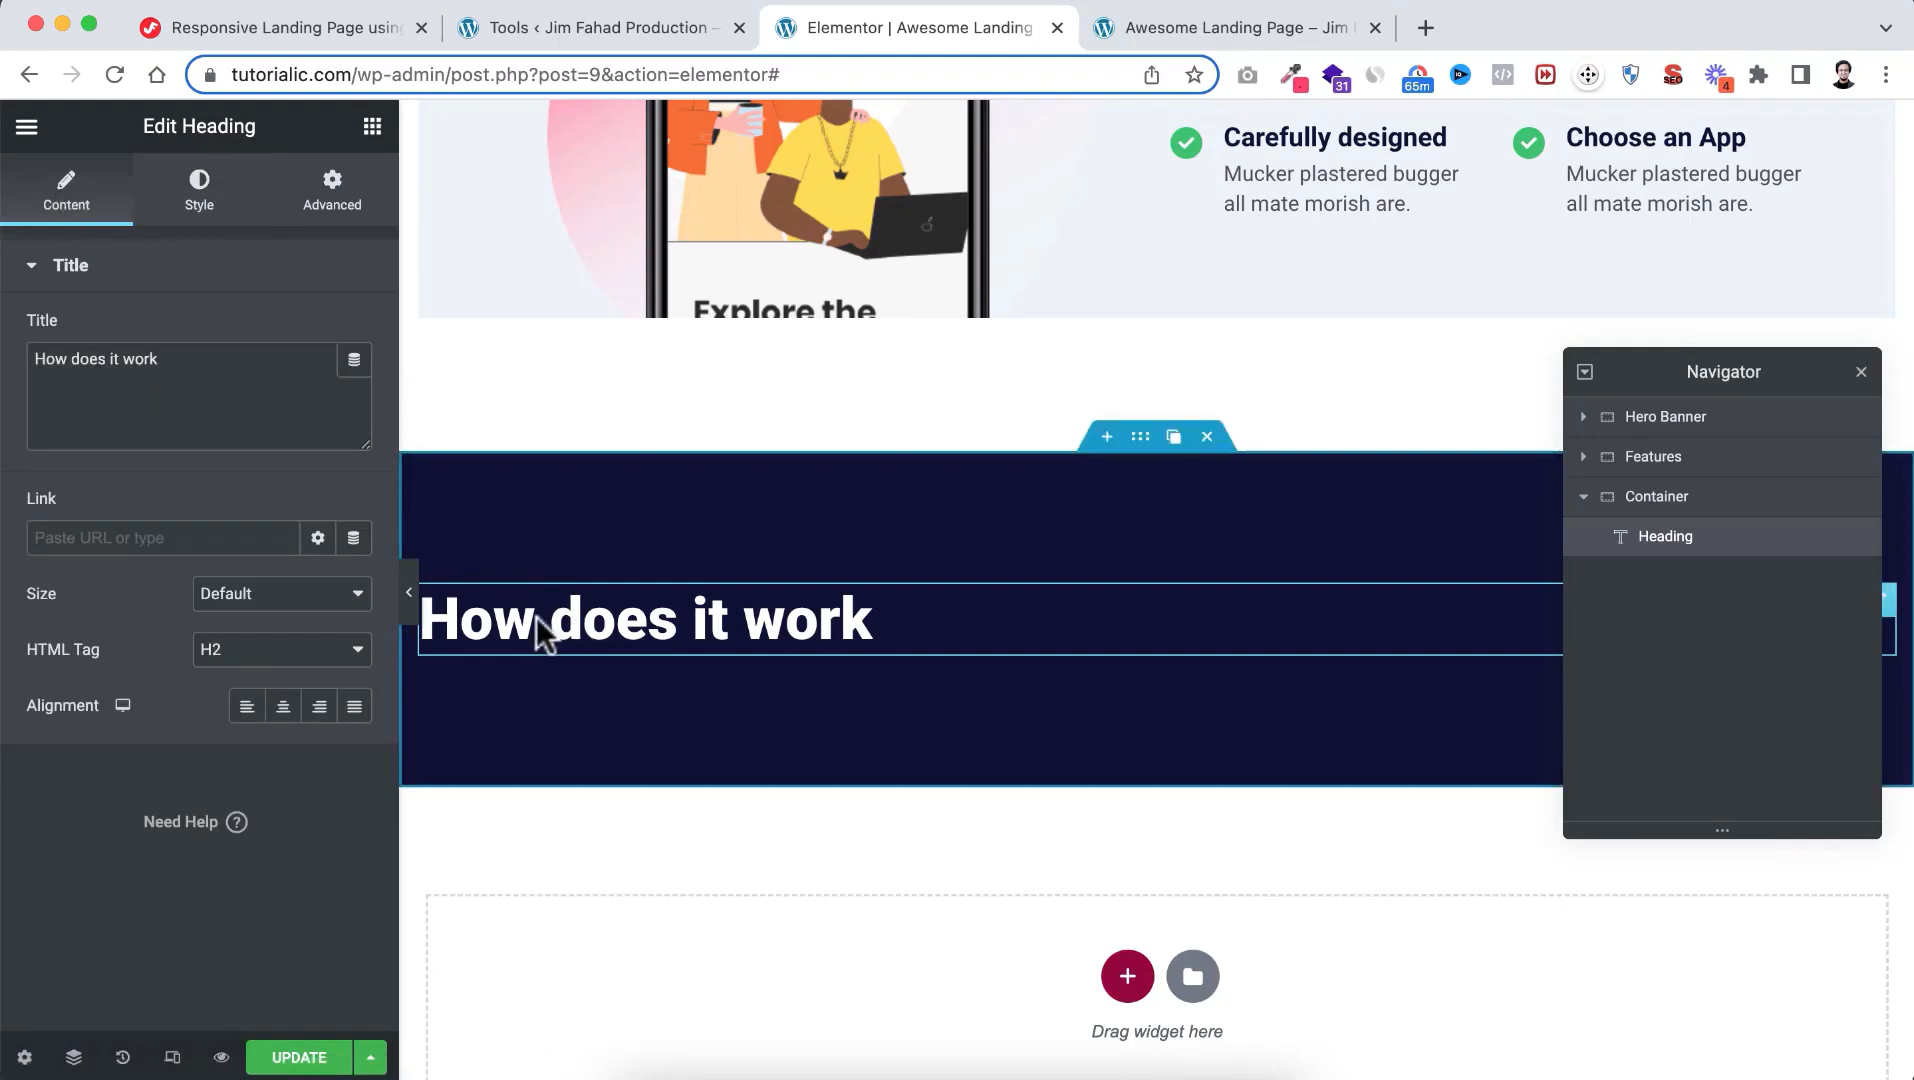 Responsive Landing Page using
Tools ‹ Jim Fahad Production –
Elementor | Awesome Landing
Awesome Landing Page – Jim
tutorialic.com/wp-admin/post.php?post=9&action=elementor#
31
65m
SEO
4
Edit Heading
Content
Style
Advanced
Title
Title
How does it work
Link
Paste URL or type
Size
Default
HTML Tag
H2
Alignment
Need Help
UPDATE
Explore the
Carefully designed
Mucker plastered bugger
all mate morish are.
Choose an App
Mucker plastered bugger
all mate morish are.
How does it work
Navigator
Hero Banner
Features
Container
Heading
Drag widget here